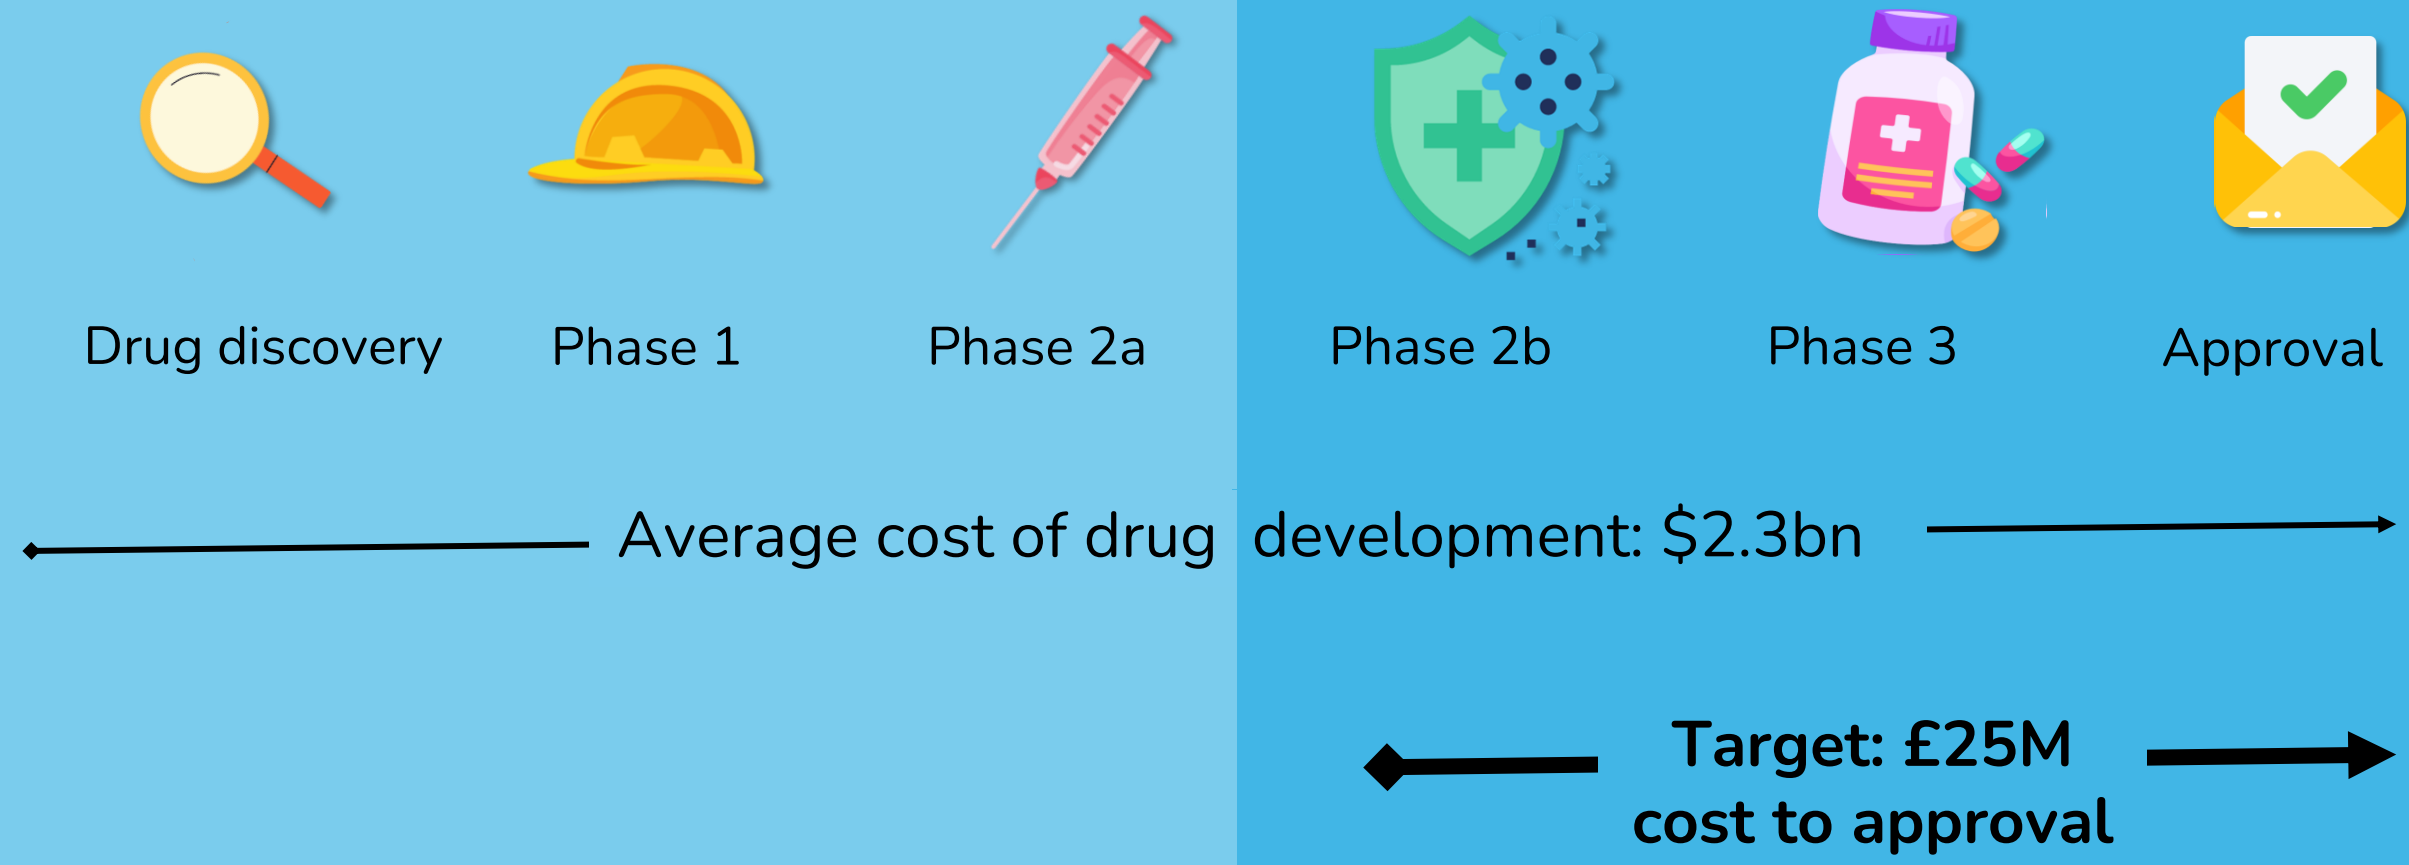 Drug discovery
Phase 1
Phase 2a
Phase 2b
Phase 3
Approval
Average cost of drug development: $2.3bn
Target: £25M
cost to approval